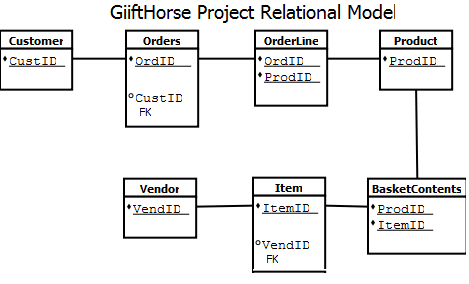 GiiftHorse Project Relational Model
Customer
CustID
Orders
OrdID
CustID
FK
OrderLine
OrdID
ProdID
Product
ProdID
Vendor
VendID
Item
ItemID
VendID
FK
BasketContents
ProdID
ItemID